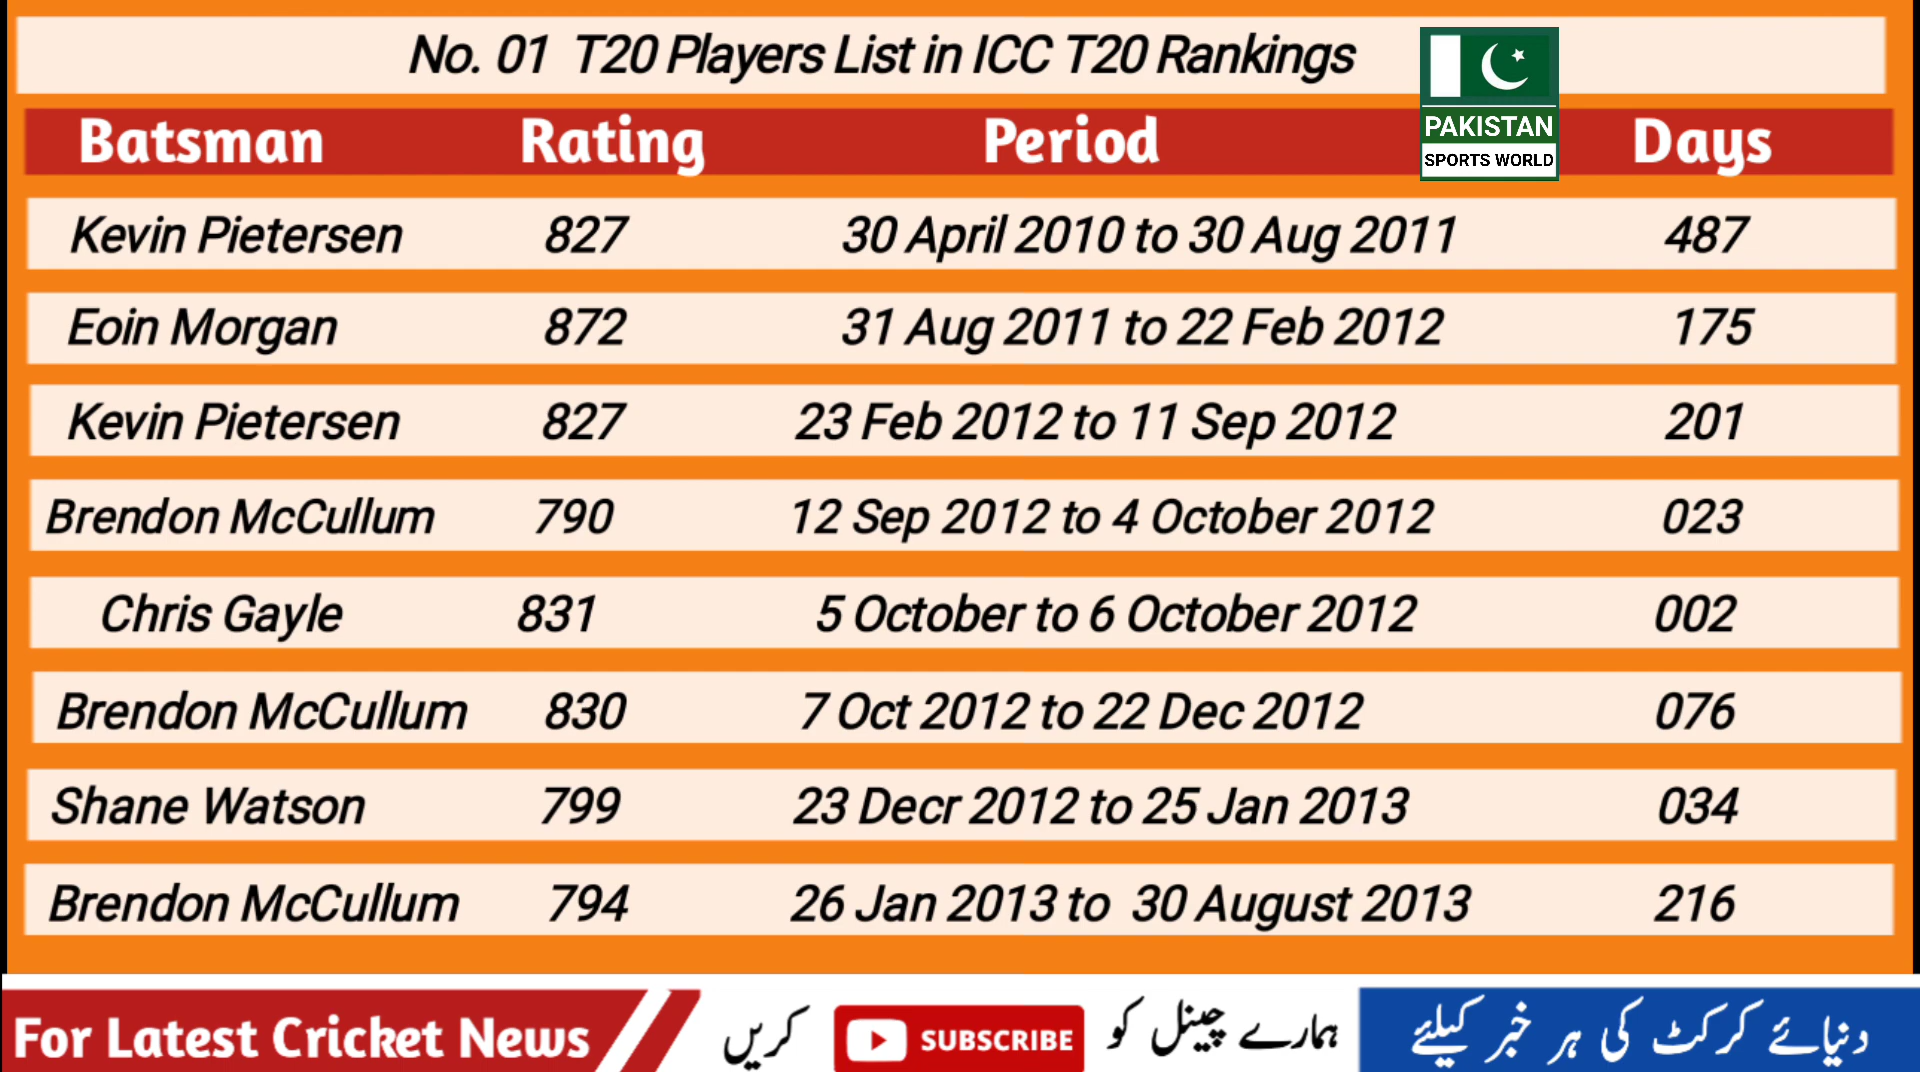 No. 01 T20 Players List in ICC T20 Rankings
PAKISTAN
SPORTS WORLD
Batsman Rating Period Days
Kevin Pietersen 827 30 April 2010 to 30 Aug 2011 487
Eoin Morgan 872 31 Aug 2011 to 22 Feb 2012 175
Kevin Pietersen 827 23 Feb 2012 to 11 Sep 2012 201
Brendon McCullum 790 12 Sep 2012 to 4 October 2012 023
Chris Gayle 831 5 October to 6 October 2012 002
Brendon McCullum 830 7 Oct 2012 to 22 Dec 2012 076
Shane Watson 799 23 Decr 2012 to 25 Jan 2013 034
Brendon McCullum 794 26 Jan 2013 to 30 August 2013 216
دنیائے کرکٹ کی ہر خبر کیلئے
ہمارے چینل کو SUBSCRIBE کریں
For Latest Cricket News